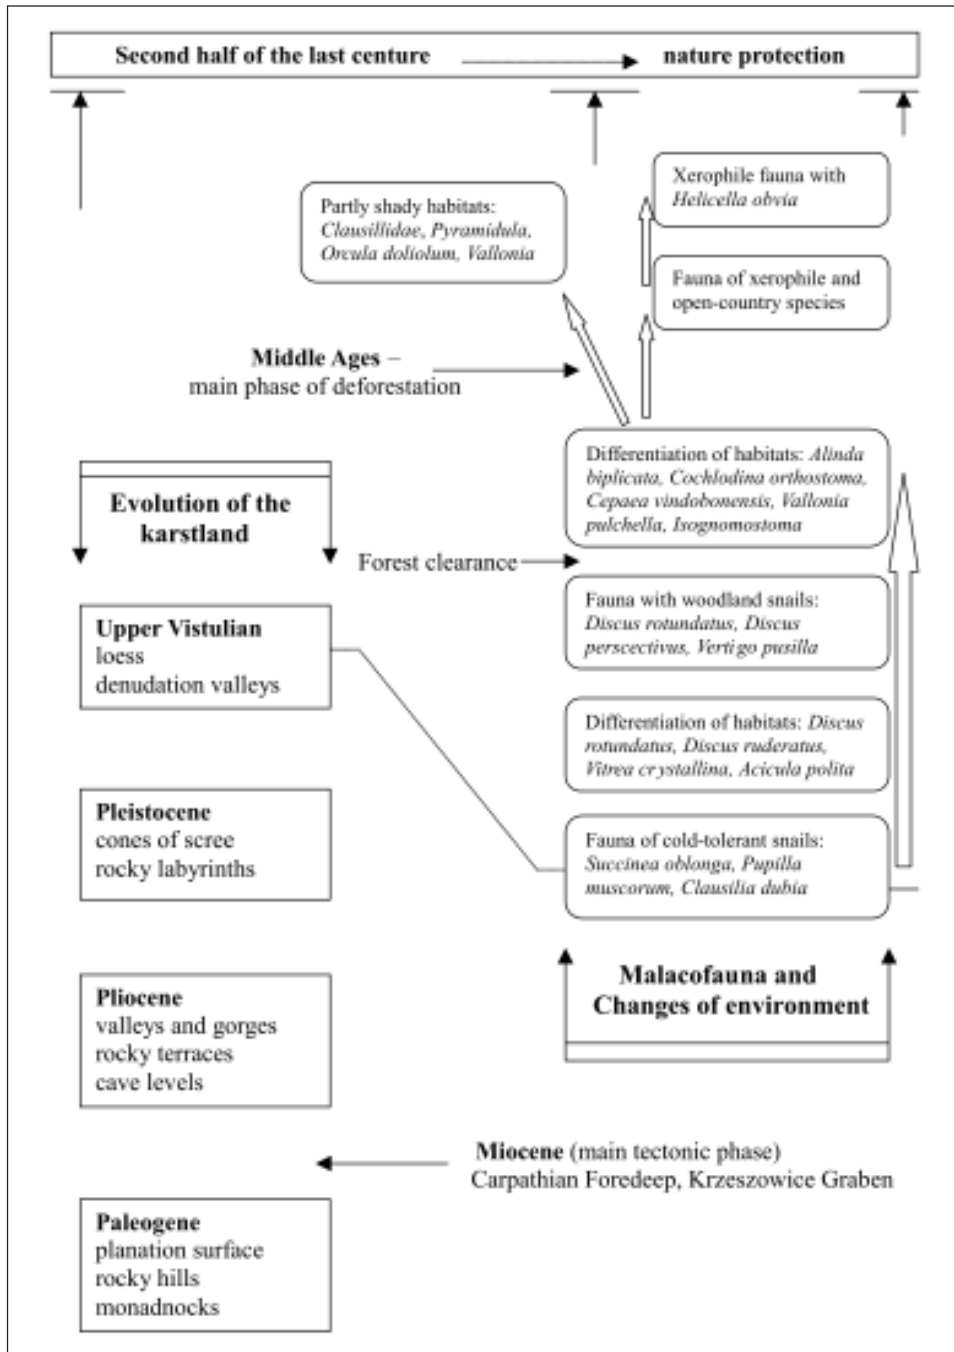 Second half of the last centure
nature protection
Xerophile fauna with
Helicella obvia
Partly shady habitats:
Clausillidae, Pyramidula,
Orcula doliolum, Vallonia
Fauna of xerophile and
open-country species
Middle Ages –
main phase of deforestation
Differentiation of habitats: Alinda
biplicata, Cochlodina orthostoma,
Cepaea vindobonensis, Vallonia
pulchella, Isognomostoma
Evolution of the
karstland
Forest clearance
Fauna with woodland snails:
Discus rotundatus, Discus
perscectivus, Vertigo pusilla
Upper Vistulian
loess
denudation valleys
Differentiation of habitats: Discus
rotundatus, Discus ruderatus,
Vitrea crystallina, Acicula polita
Pleistocene
cones of scree
rocky labyrinths
Fauna of cold-tolerant snails:
Succinea oblonga, Pupilla
muscorum, Clausilia dubia
Malacofauna and
Changes of environment
Pliocene
valleys and gorges
rocky terraces
cave levels
Miocene (main tectonic phase)
Carpathian Foredeep, Krzeszowice Graben
Paleogene
planation surface
rocky hills
monadnocks